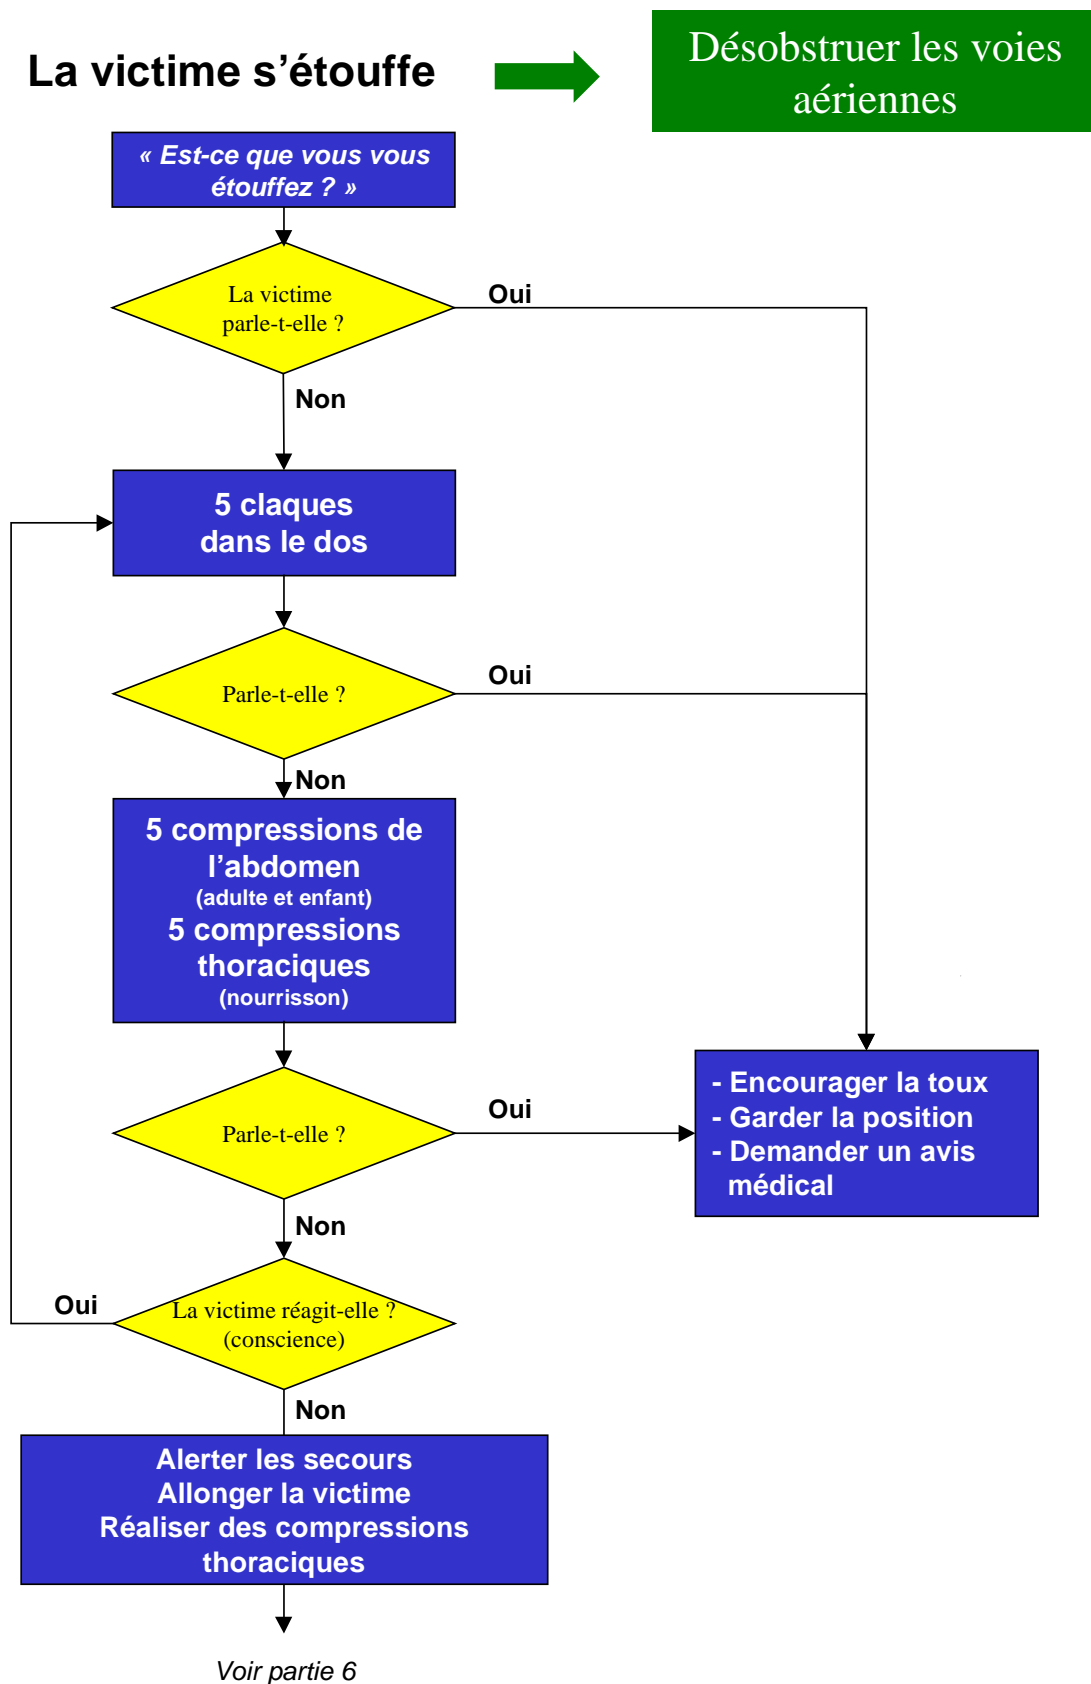 La victime s’étouffe
Désobstruer les voies
aériennes
« Est-ce que vous vous
étouffez ? »
La victime
parle-t-elle ?
Oui
Non
5 claques
dans le dos
Parle-t-elle ?
Oui
Non
5 compressions de
l’abdomen
(adulte et enfant)
5 compressions
thoraciques
(nourrisson)
Parle-t-elle ?
Oui
- Encourager la toux
- Garder la position
- Demander un avis
médical
Non
La victime réagit-elle ?
(conscience)
Oui
Non
Alerter les secours
Allonger la victime
Réaliser des compressions
thoraciques
Voir partie 6